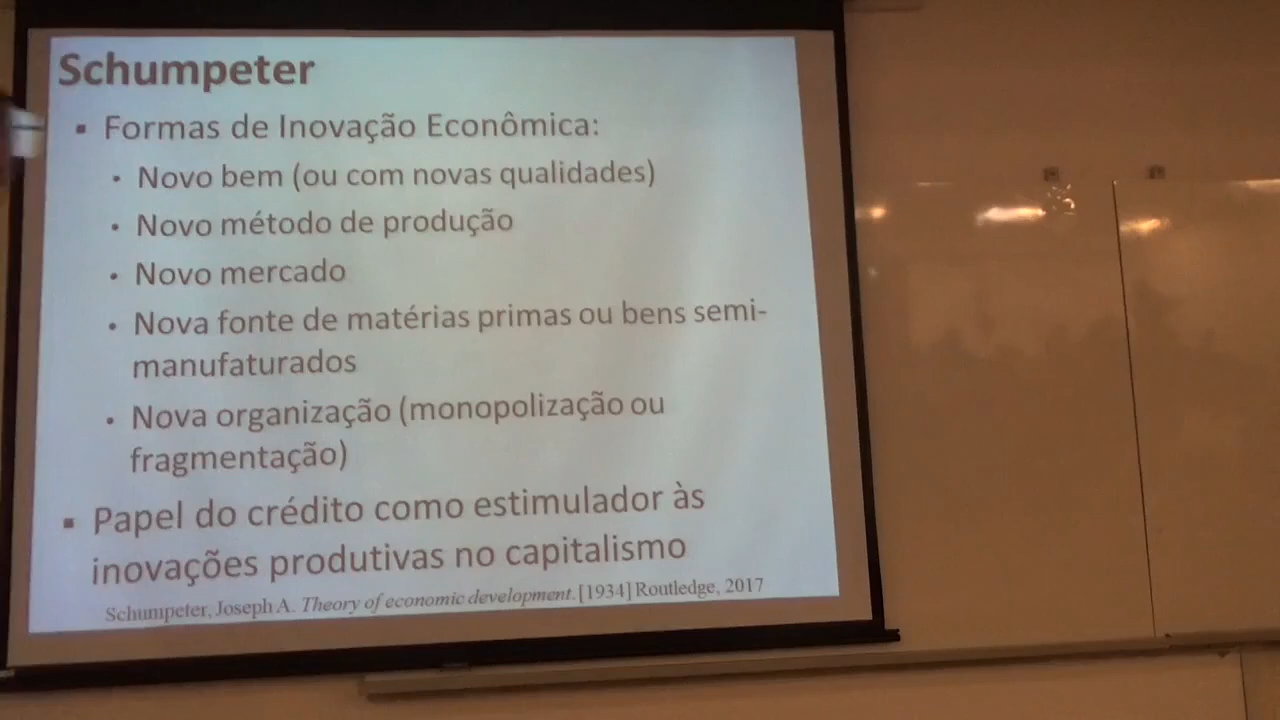 Schumpeter
▪ Formas de Inovação Econômica:
• Novo bem (ou com novas qualidades)
• Novo método de produção
• Novo mercado
• Nova fonte de matérias primas ou bens semi-
manufaturados
• Nova organização (monopolização ou
fragmentação)
▪ Papel do crédito como estimulador às
inovações produtivas no capitalismo
Schumpeter, Joseph A. Theory of economic development. [1934] Routledge, 2017